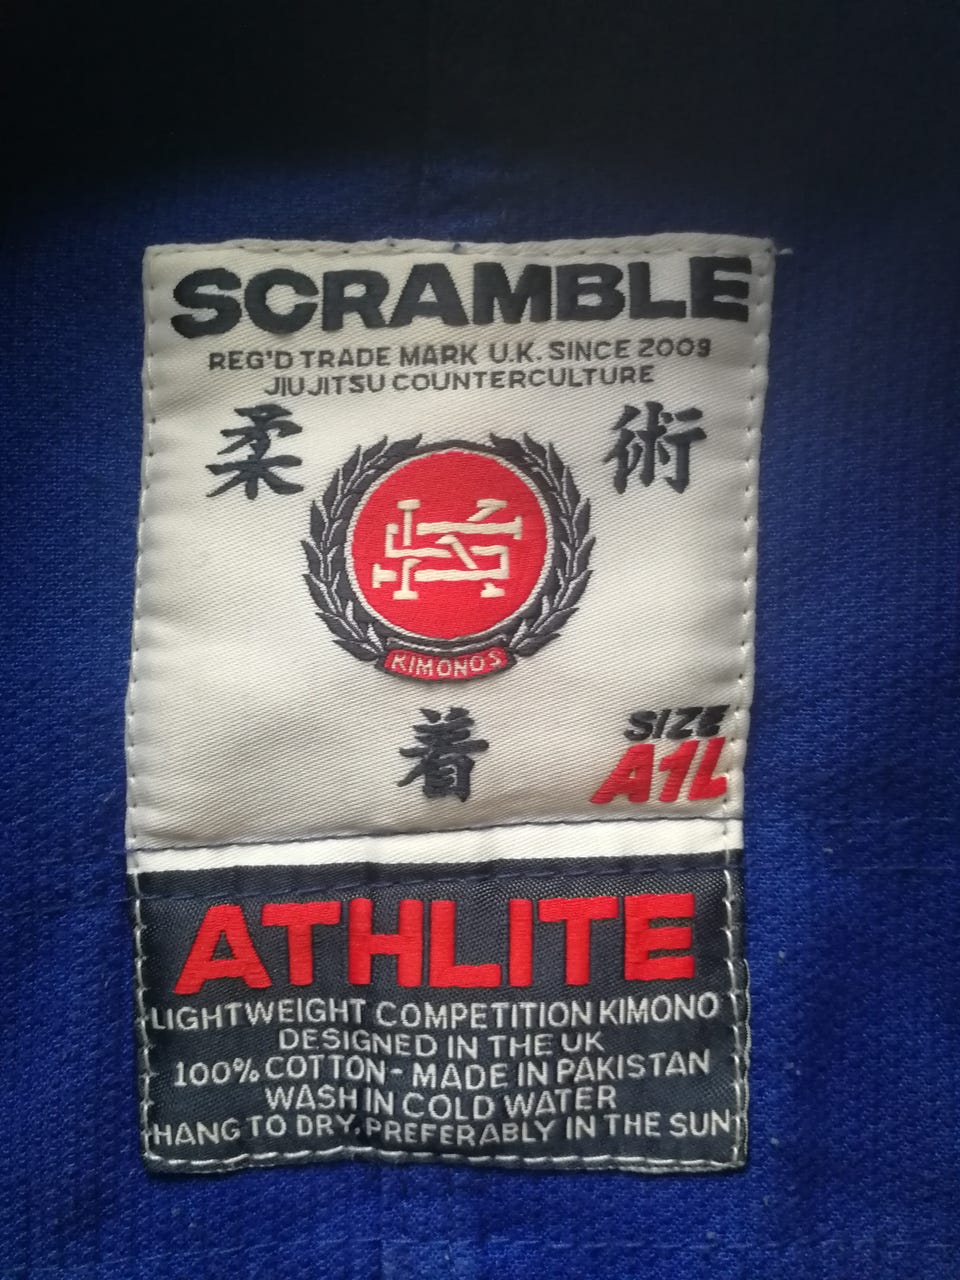 SCRAMBLE
REG'D TRADE MARK U.K. SINCE 2009
JIUJITSU COUNTERCULTURE
柔 術
KIMONOS
着
SIZE
A1L
ATHLITE
LIGHTWEIGHT COMPETITION KIMONO
DESIGNED IN THE UK
100% COTTON - MADE IN PAKISTAN
WASH IN COLD WATER
HANG TO DRY, PREFERABLY IN THE SUN